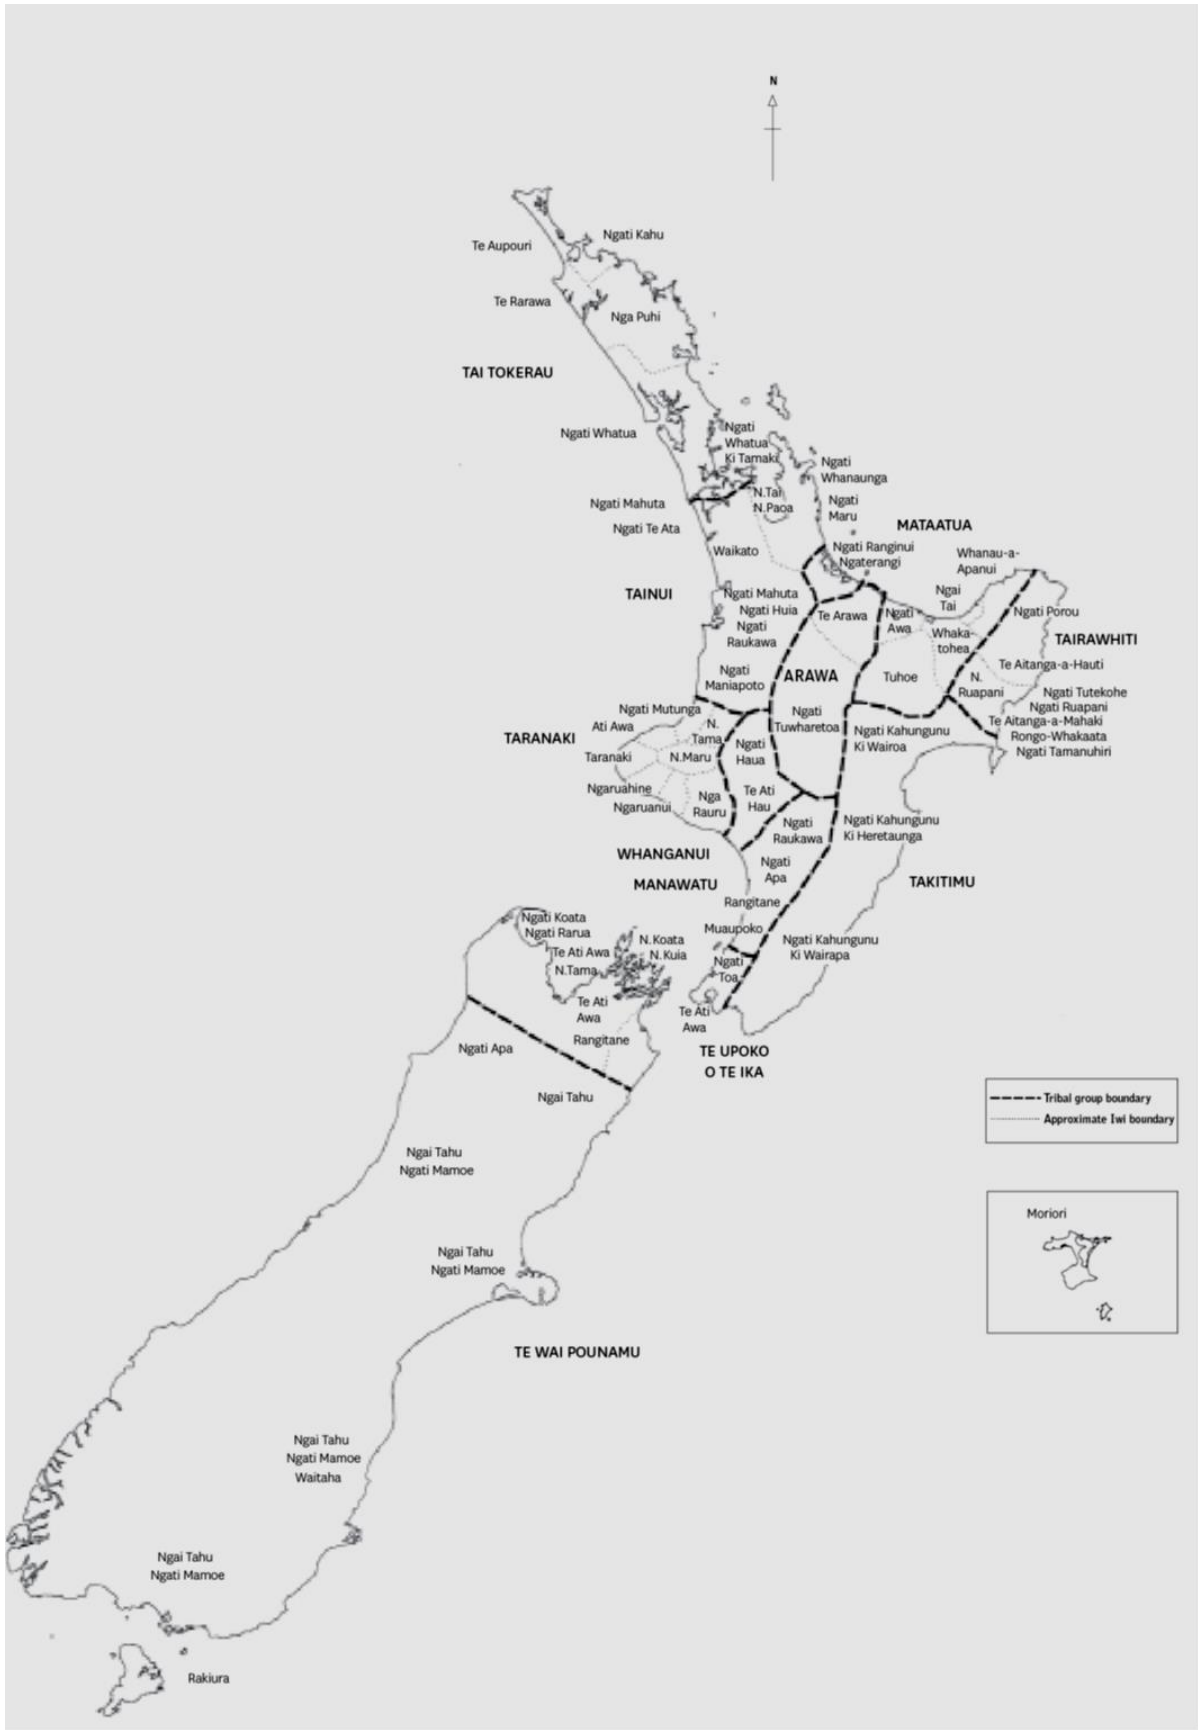 N
Te Aupouri
Ngati Kahu
Te Rarawa
Nga Puhi
TAI TOKERAU
Ngati Whatua
Ngati
Whatua
Ki Tamaki
Ngati
Whanaunga
N.Tai
N.Paoa
Ngati
Maru
Ngati Mahuta
Ngati Te Ata
Waikato
MATAATUA
Ngati Ranginui
Ngaterangi
Whanau-a-
Apanui
TAINUI
Ngati Mahuta
Ngati Huia
Ngati
Raukawa
Te Arawa
Ngati
Awa
Ngai
Tai
Whaka-
tohea
Ngati Porou
TAIRAWHITI
Te Aitanga-a-Hauti
Ngati
Maniapoto
ARAWA
Tuhoe
N.
Ruapani
Ngati Tutekohe
Ngati Ruapani
Te Aitanga-a-Mahaki
Rongo-Whakaata
Ngati Tamanuhiri
Ngati Mutunga
Ati Awa
TARANAKI
Taranaki
N.
Tama
N.Maru
Ngati
Haua
Ngati
Tuwharetoa
Ngati Kahungunu
Ki Wairoa
Ngaruahine
Ngaruanui
Nga
Rauru
Te Ati
Hau
Ngati
Raukawa
Ngati Kahungunu
Ki Heretaunga
WHANGANUI
MANAWATU
Ngati
Apa
TAKITIMU
Rangitane
Muaupoko
Ngati Kahungunu
Ki Wairapa
Ngati
Toa
Te Ati
Awa
TE UPOKO
O TE IKA
Ngati Koata
Ngati Rarua
Te Ati Awa
N.Tama
N.Koata
N.Kuia
Te Ati
Awa
Rangitane
Ngati Apa
Ngai Tahu
Ngai Tahu
Ngati Mamoe
Tribal group boundary
Approximate Iwi boundary
Moriori
Ngai Tahu
Ngati Mamoe
TE WAI POUNAMU
Ngai Tahu
Ngati Mamoe
Waitaha
Ngai Tahu
Ngati Mamoe
Rakiura